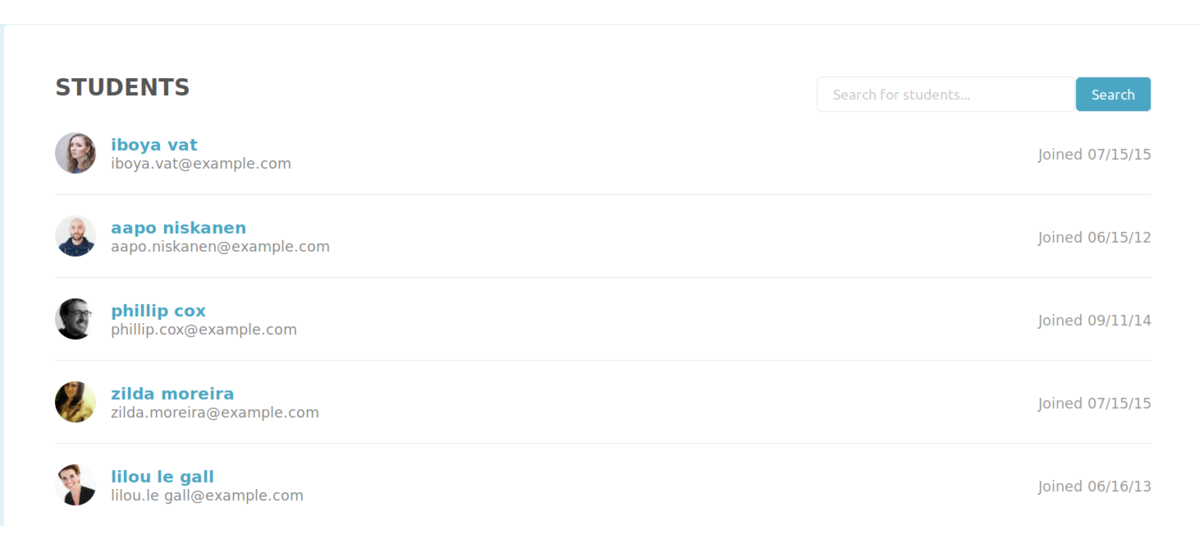 STUDENTS
Search for students...
Search
iboya vat
iboya.vat@example.com
Joined 07/15/15
aapo niskanen
aapo.niskanen@example.com
Joined 06/15/12
phillip cox
phillip.cox@example.com
Joined 09/11/14
zilda moreira
zilda.moreira@example.com
Joined 07/15/15
lilou le gall
lilou.le gall@example.com
Joined 06/16/13